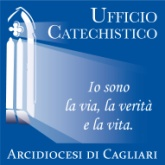 Ufficio
Catechistico
Io sono
la via, la verità
e la vita.
Arcidiocesi di Cagliari